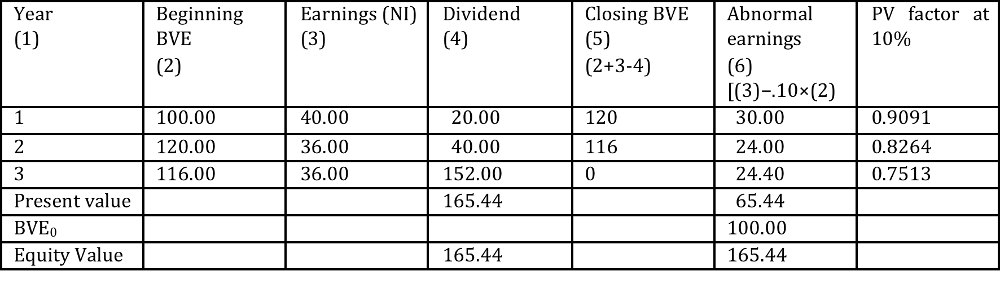 Year (1) | Beginning BVE (2) | Earnings (NI) (3) | Dividend (4) | Closing BVE (5) (2+3-4) | Abnormal earnings (6) [(3)−.10×(2) | PV factor at 10%
1 | 100.00 | 40.00 | 20.00 | 120 | 30.00 | 0.9091
2 | 120.00 | 36.00 | 40.00 | 116 | 24.00 | 0.8264
3 | 116.00 | 36.00 | 152.00 | 0 | 24.40 | 0.7513
Present value | | | 165.44 | | 65.44 |
BVE₀ | | | | | 100.00 |
Equity Value | | | 165.44 | | 165.44 |